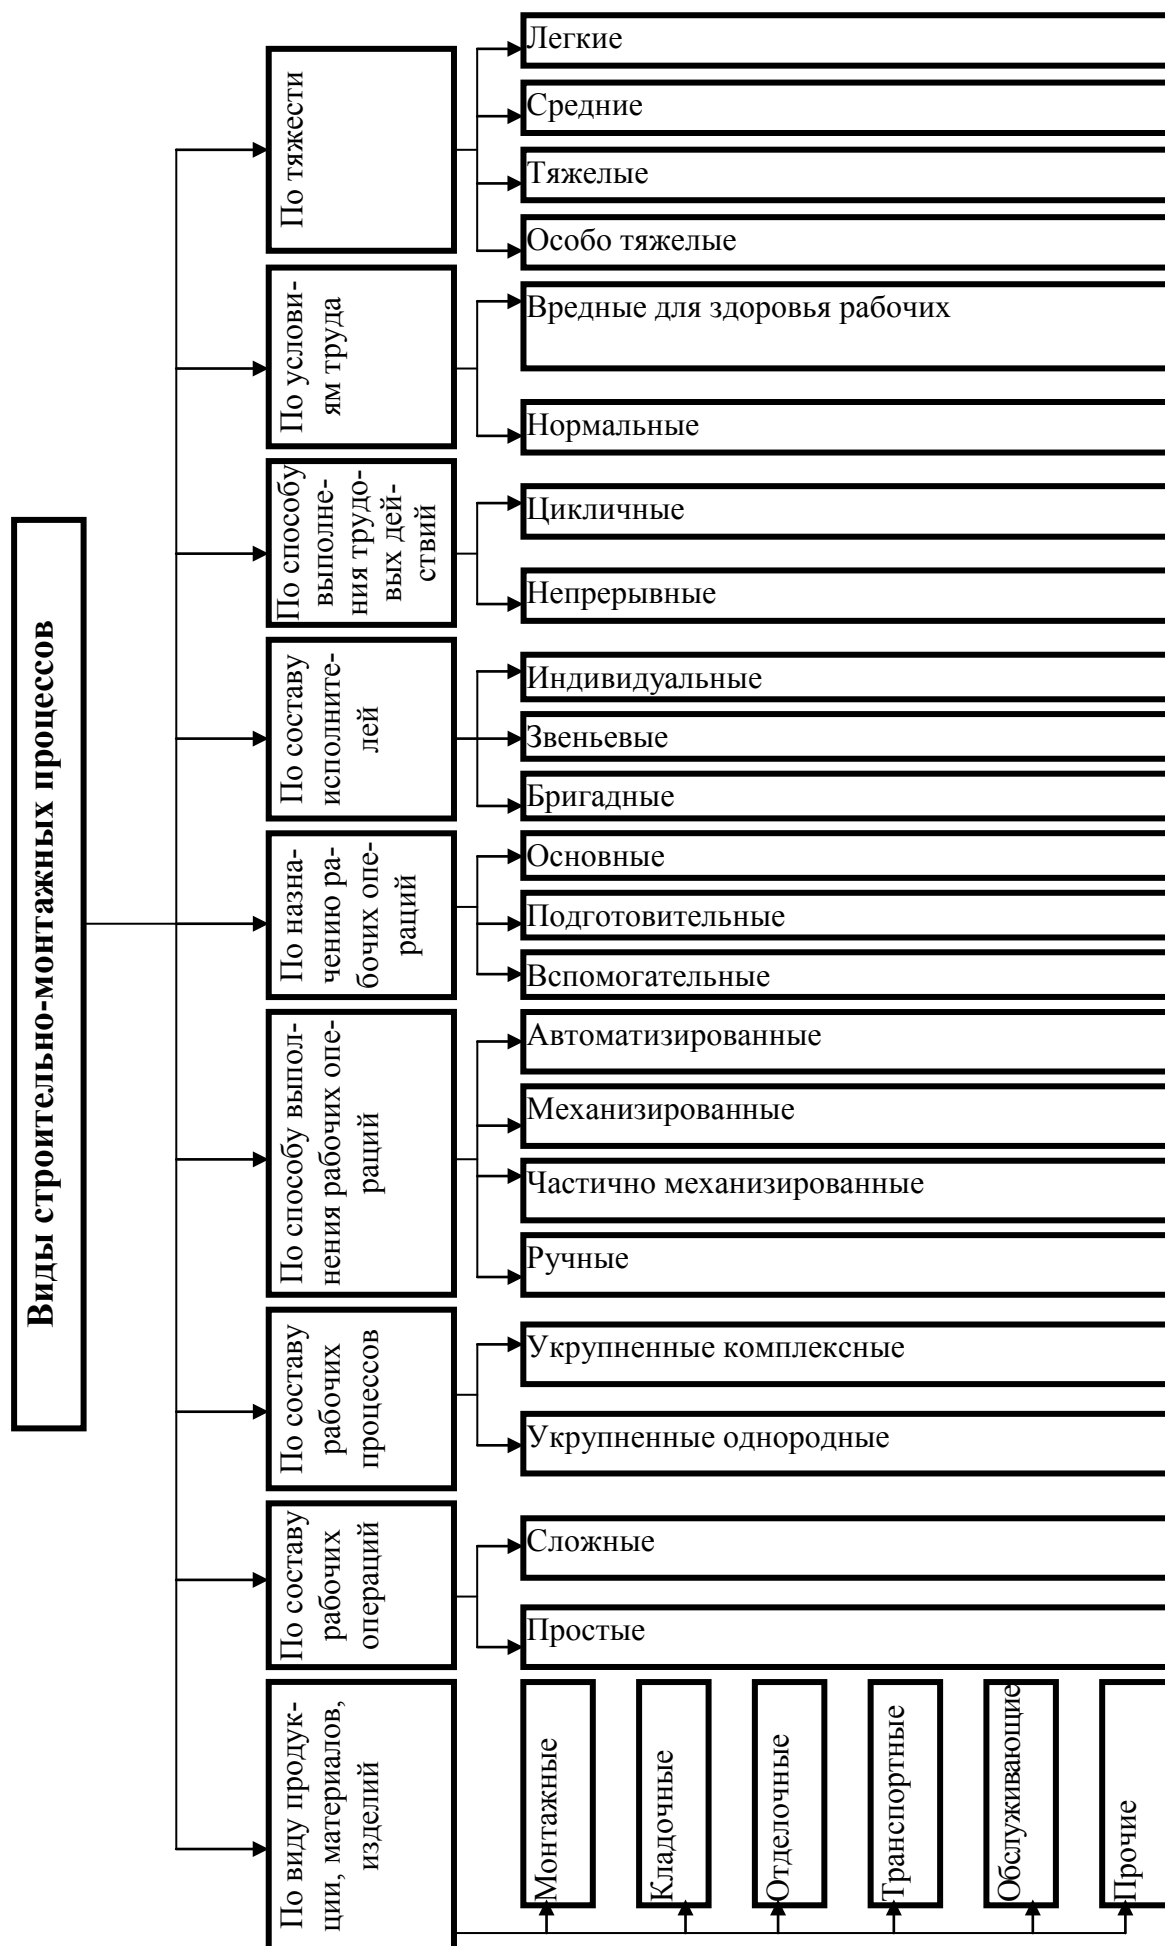 Виды строительно-монтажных процессов
По тяжести
Легкие
Средние
Тяжелые
Особо тяжелые
По услови-
ям труда
Вредные для здоровья рабочих
Нормальные
По способу
выполне-
ния трудо-
вых дей-
ствий
Цикличные
Непрерывные
По составу
исполните-
лей
Индивидуальные
Звеньевые
Бригадные
По назна-
чению ра-
бочих опе-
раций
Основные
Подготовительные
Вспомогательные
По способу выпол-
нения рабочих опе-
раций
Автоматизированные
Механизированные
Частично механизированные
Ручные
По составу
рабочих
процессов
Укрупненные комплексные
Укрупненные однородные
По составу
рабочих
операций
Сложные
Простые
По виду продук-
ции, материалов,
изделий
Монтажные
Кладочные
Отделочные
Транспортные
Обслуживающие
Прочие